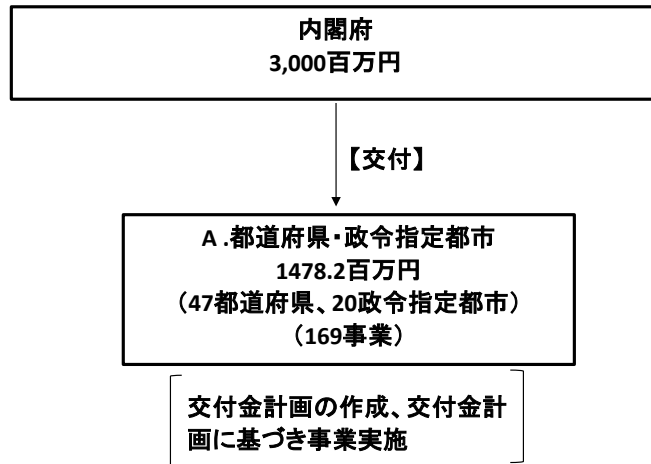 内閣府
3,000百万円
【交付】
A .都道府県・政令指定都市
1478.2百万円
(47都道府県、20政令指定都市)
(169事業)
交付金計画の作成、交付金計
画に基づき事業実施